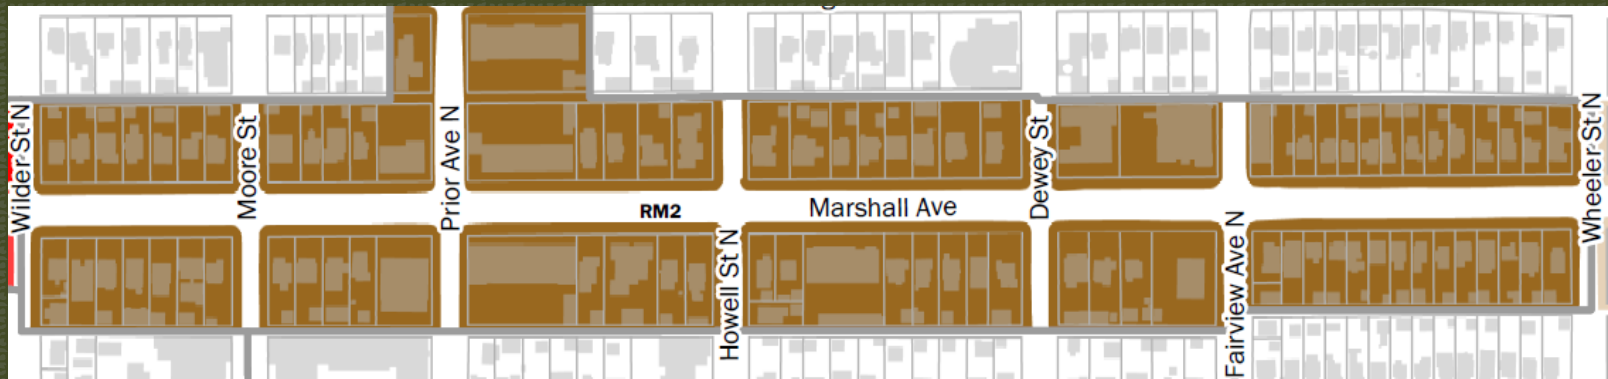 Wilder St N
Moore St
Prior Ave N
RM2
Marshall Ave
Howell St N
Dewey St
Fairview Ave N
Wheeler St N